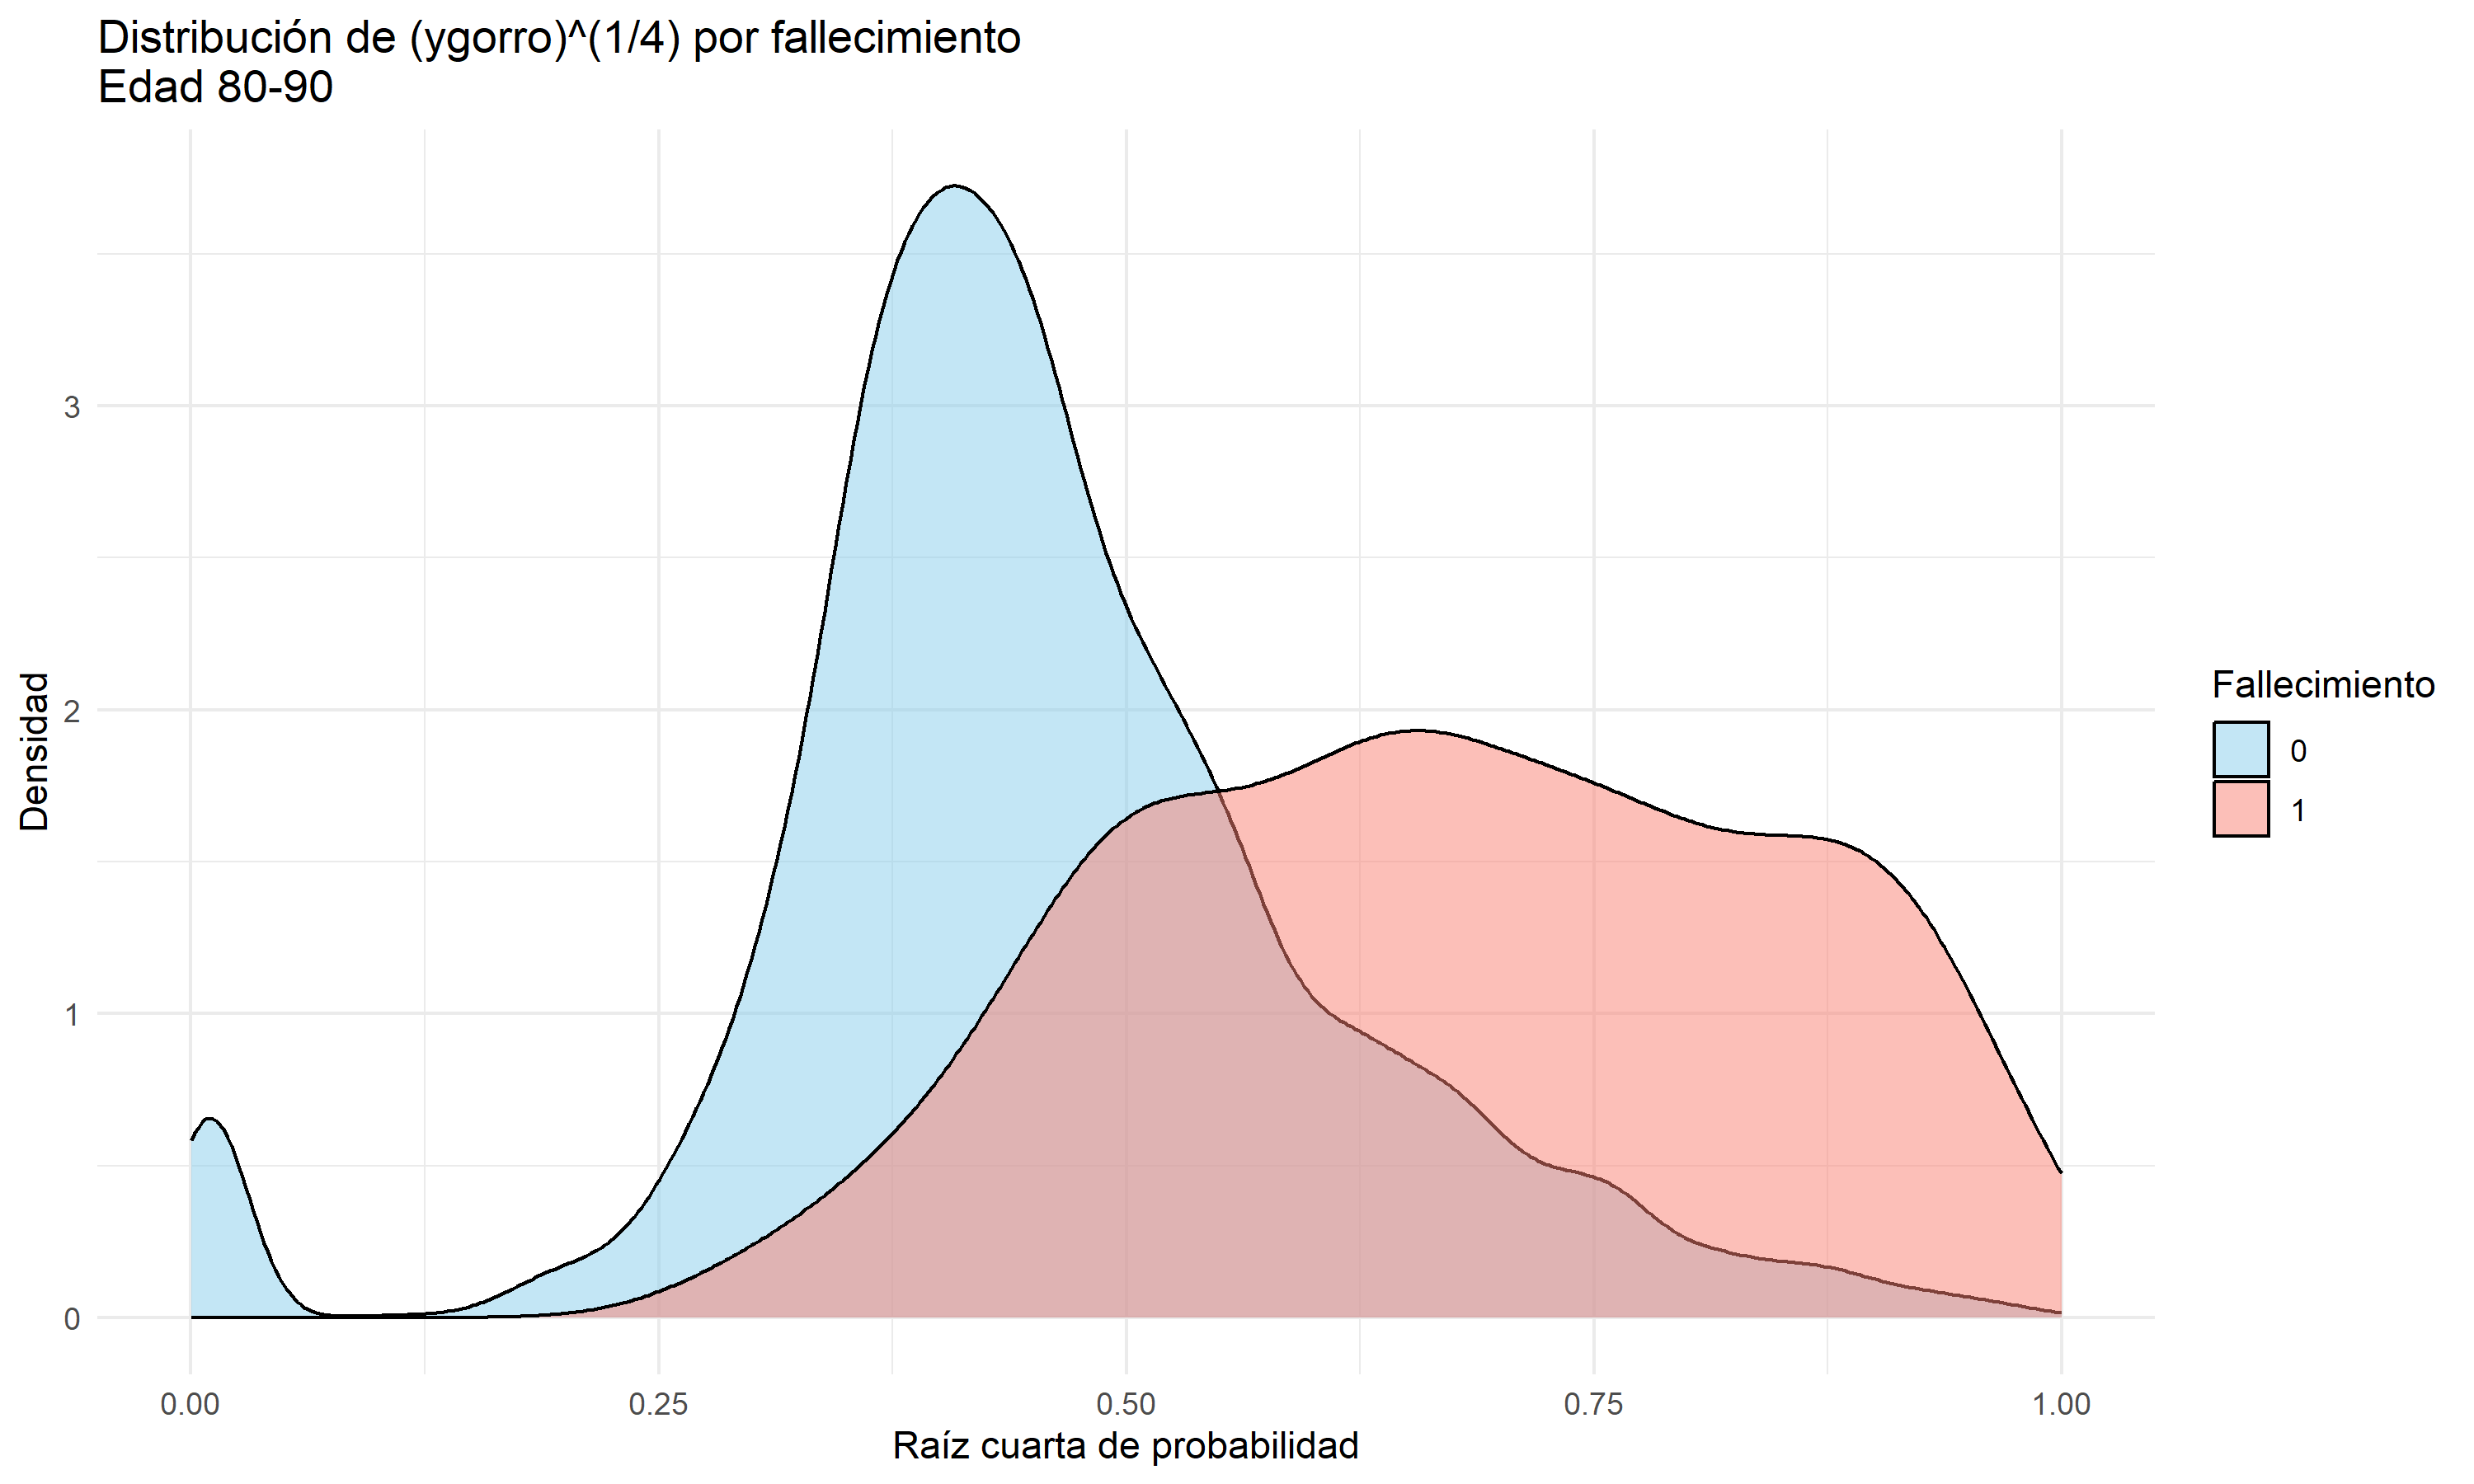 Distribución de (ygorro)^(1/4) por fallecimiento
Edad 80-90
Densidad
3
2
1
0
0.00
0.25
0.50
0.75
1.00
Raíz cuarta de probabilidad
Fallecimiento
0
1